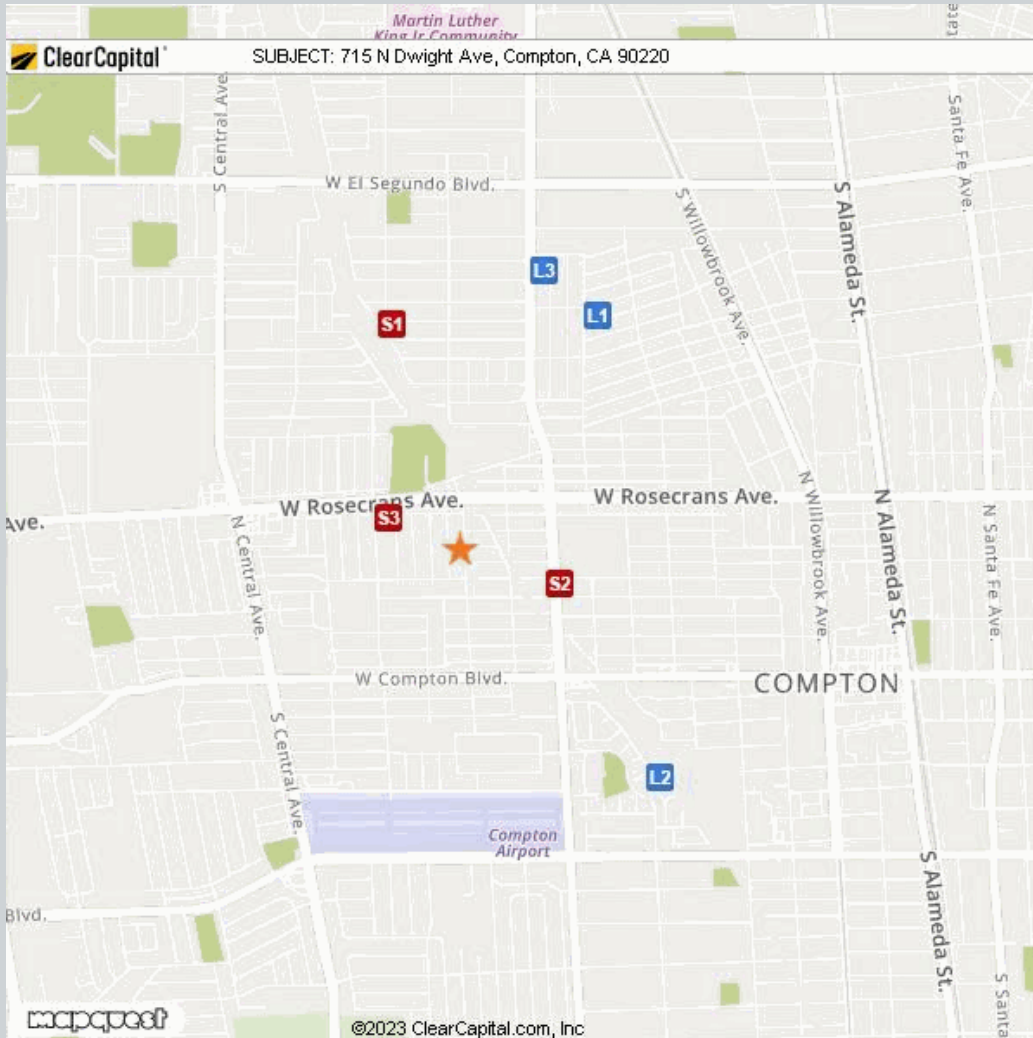 Martin Luther
King Jr Community
ClearCapital
SUBJECT: 715 N Dwight Ave, Compton, CA 90220
S Central Ave.
W El Segundo Blvd.
S Willowbrook Ave.
S Alameda St.
Santa Fe Ave.
L3
L1
S1
W Rosecrans Ave.
W Rosecrans Ave.
Ave.
S3
N Central Ave.
N Willowbrook Ave.
N Alameda St.
N Santa Fe Ave.
S2
W Compton Blvd.
COMPTON
S Central Ave.
L2
Compton
Airport
Blvd.
S Alameda St.
S Santa
mapquest
©2023 ClearCapital.com, Inc